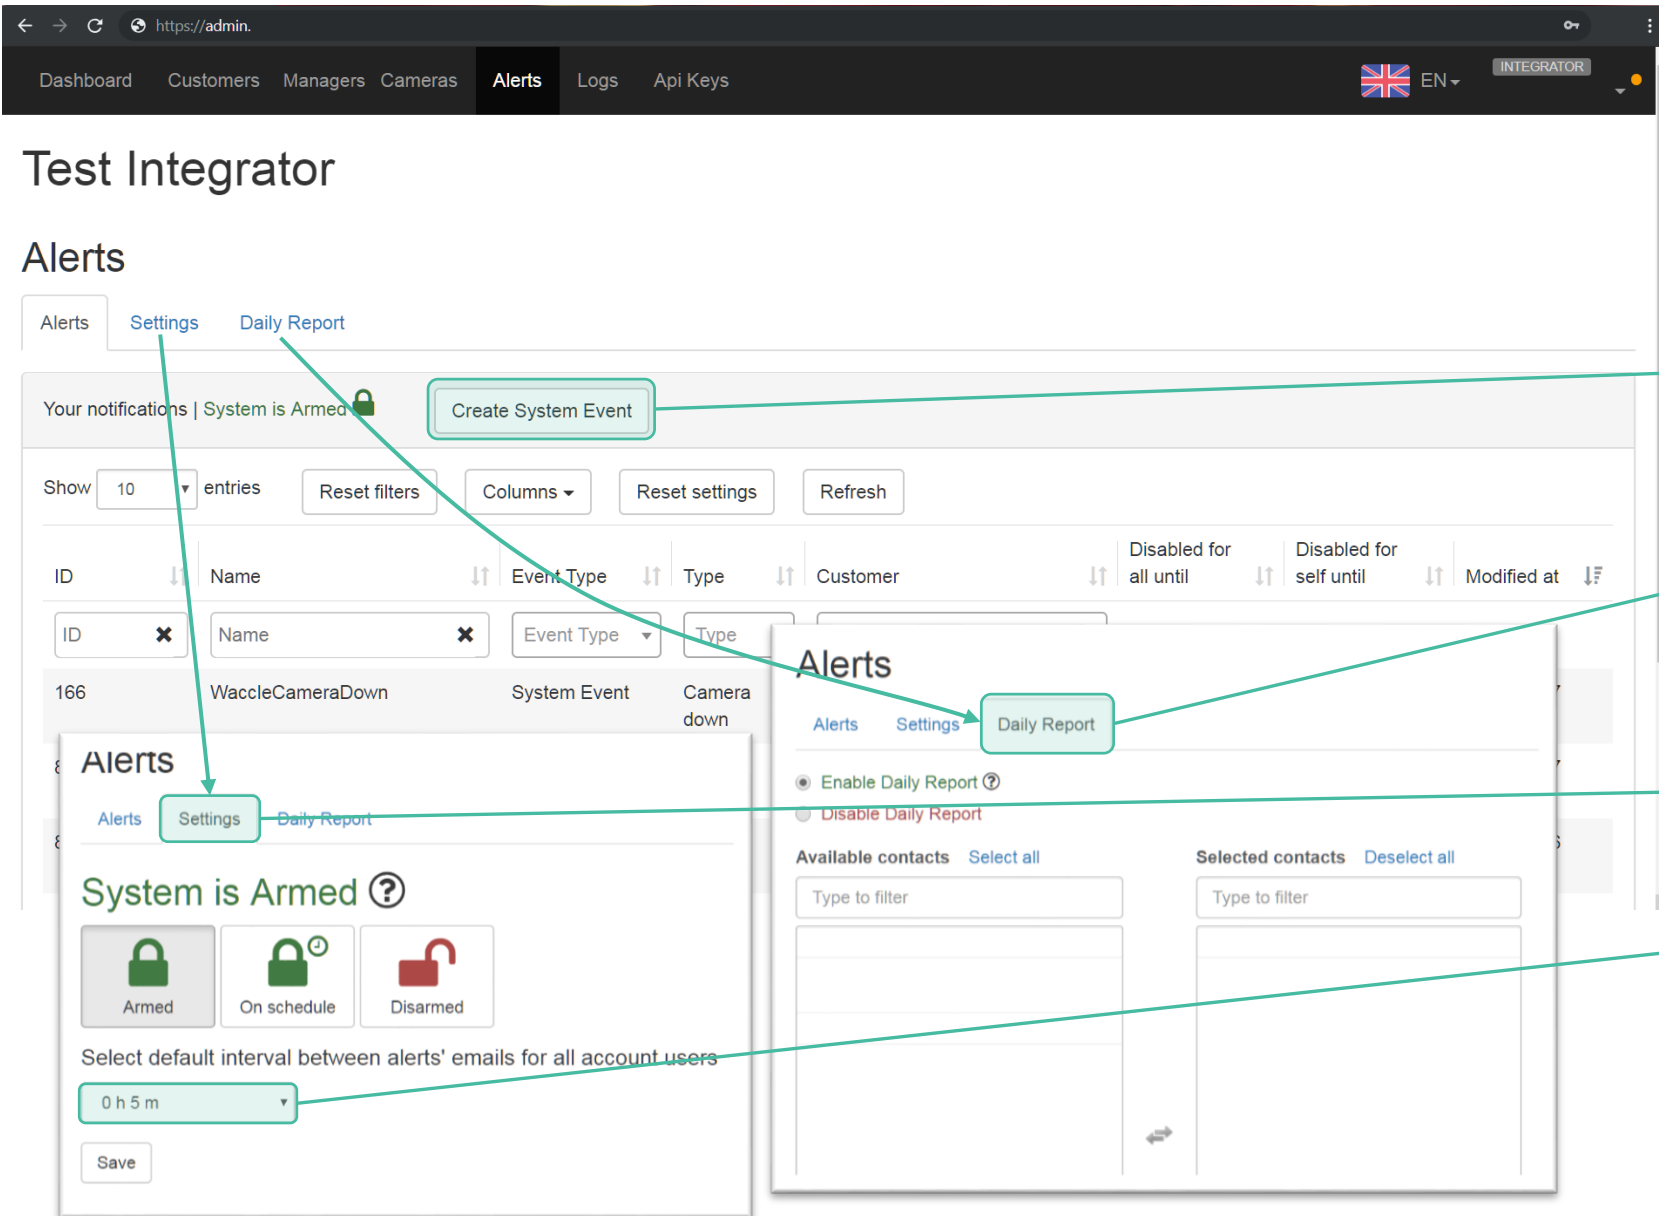 https://admin.
Dashboard Customers Managers Cameras Alerts Logs Api Keys EN INTEGRATOR
Test Integrator
Alerts
Alerts Settings Daily Report
Your notifications | System is Armed Create System Event
Show 10 entries Reset filters Columns Reset settings Refresh
ID Name Event Type Type Customer Disabled for all until Disabled for self until Modified at
ID Name Event Type Type
166 WaccleCameraDown System Event Camera down
Alerts
Alerts Settings Daily Report
Enable Daily Report
Disable Daily Report
Available contacts Select all Selected contacts Deselect all
Type to filter Type to filter
Alerts
Alerts Settings Daily Report
System is Armed
Armed On schedule Disarmed
Select default interval between alerts' emails for all account users
0 h 5 m
Save